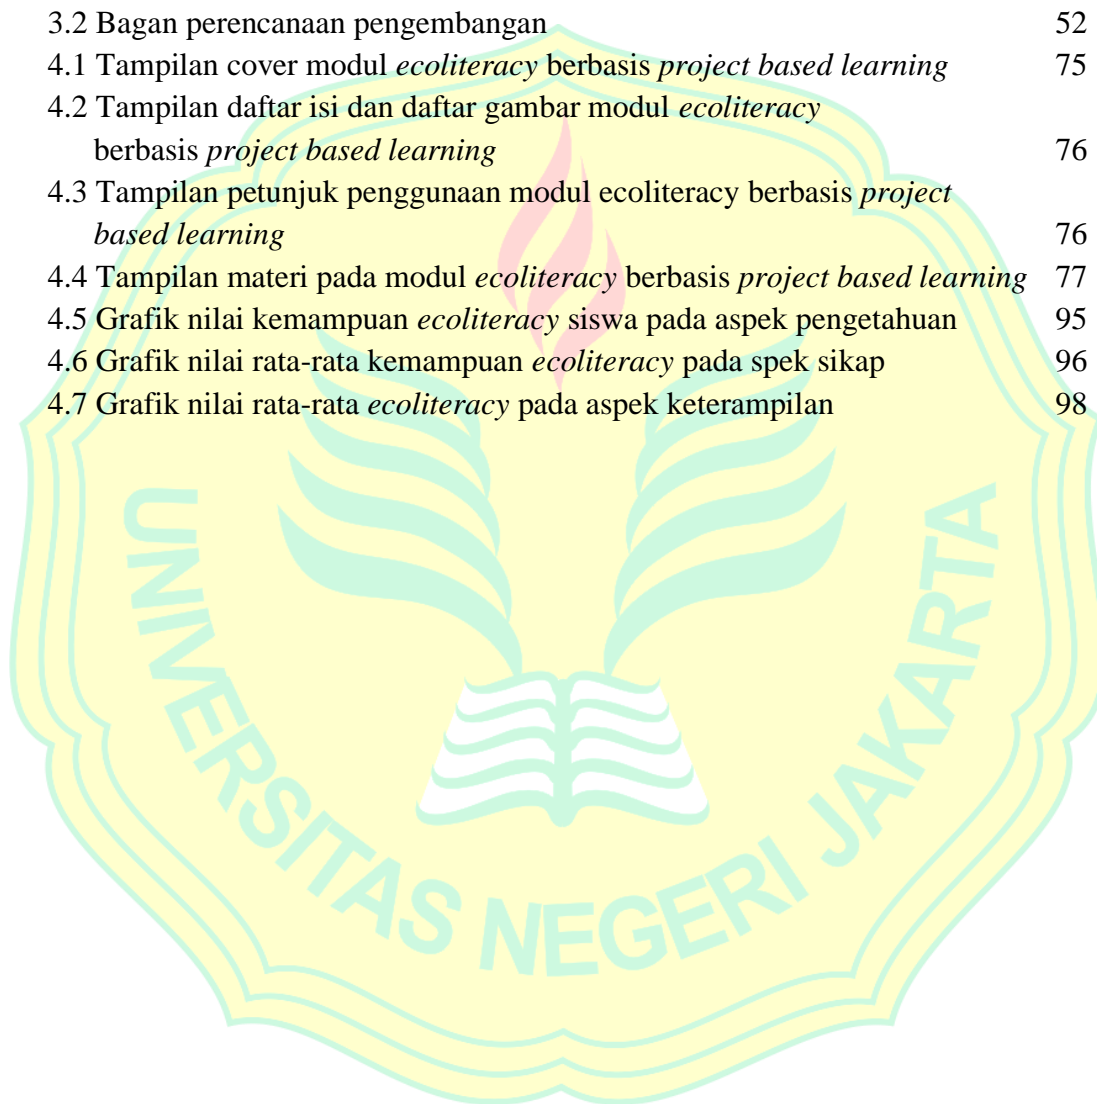 3.2 Bagan perencanaan pengembangan 52
4.1 Tampilan cover modul ecoliteracy berbasis project based learning 75
4.2 Tampilan daftar isi dan daftar gambar modul ecoliteracy
berbasis project based learning 76
4.3 Tampilan petunjuk penggunaan modul ecoliteracy berbasis project
based learning 76
4.4 Tampilan materi pada modul ecoliteracy berbasis project based learning 77
4.5 Grafik nilai kemampuan ecoliteracy siswa pada aspek pengetahuan 95
4.6 Grafik nilai rata-rata kemampuan ecoliteracy pada spek sikap 96
4.7 Grafik nilai rata-rata ecoliteracy pada aspek keterampilan 98
UNIVERSITAS NEGERI JAKARTA